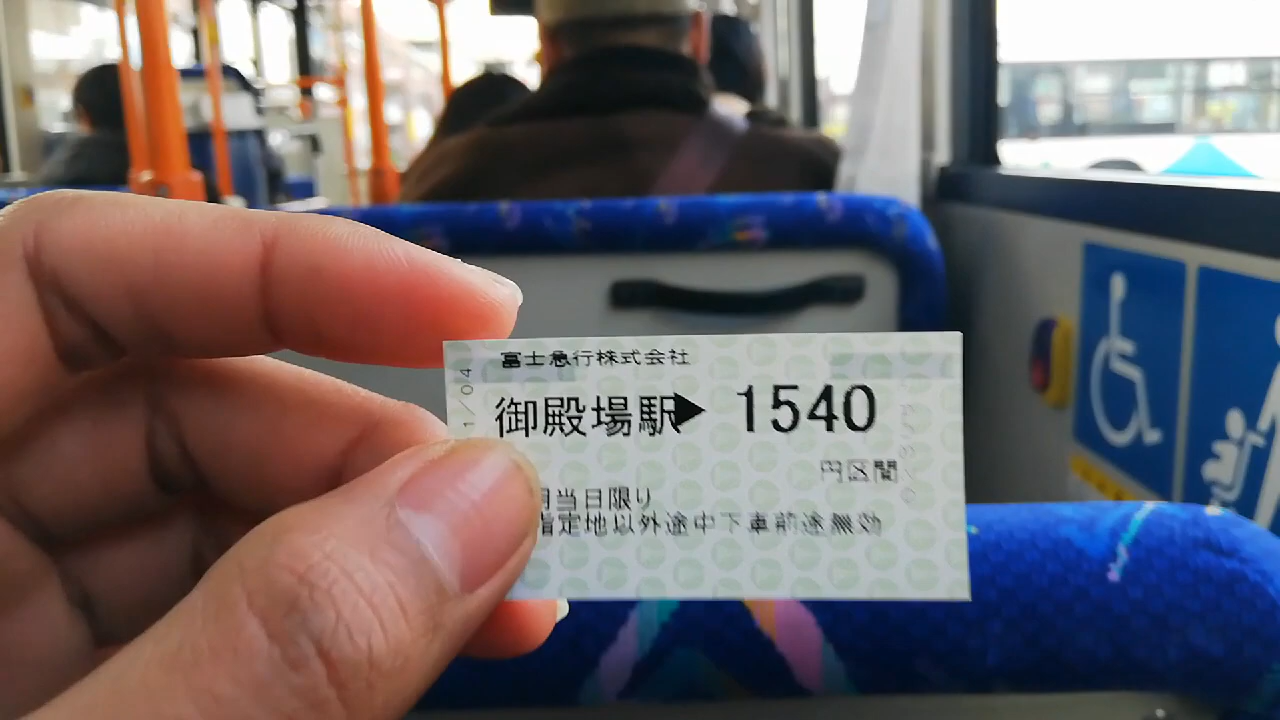 富士急行株式会社
御殿場駅▶ 1540
円区間
当日限り
指定地以外途中下車前途無効